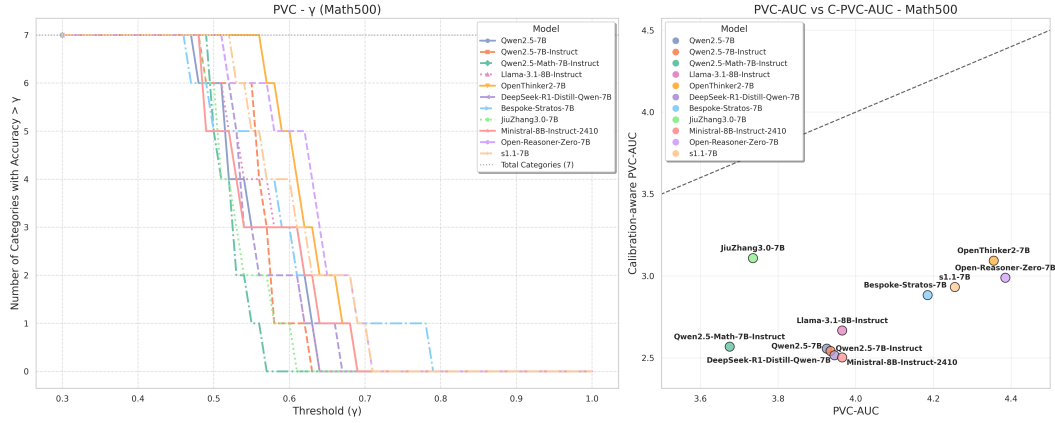 PVC - γ (Math500)
Number of Categories with Accuracy > γ
7
6
5
4
3
2
1
0
0.3
0.4
0.5
0.6
0.7
0.8
0.9
1.0
Threshold (γ)
Model
Qwen2.5-7B
Qwen2.5-7B-Instruct
Qwen2.5-Math-7B-Instruct
Llama-3.1-8B-Instruct
OpenThinker2-7B
DeepSeek-R1-Distill-Qwen-7B
Bespoke-Stratos-7B
JiuZhang3.0-7B
Ministral-8B-Instruct-2410
Open-Reasoner-Zero-7B
s1.1-7B
Total Categories (7)
PVC-AUC vs C-PVC-AUC - Math500
Calibration-aware PVC-AUC
4.5
4.0
3.5
3.0
2.5
3.6
3.8
4.0
4.2
4.4
PVC-AUC
Model
Qwen2.5-7B
Qwen2.5-7B-Instruct
Qwen2.5-Math-7B-Instruct
Llama-3.1-8B-Instruct
OpenThinker2-7B
DeepSeek-R1-Distill-Qwen-7B
Bespoke-Stratos-7B
JiuZhang3.0-7B
Ministral-8B-Instruct-2410
Open-Reasoner-Zero-7B
s1.1-7B
JiuZhang3.0-7B
OpenThinker2-7B
Open-Reasoner-Zero-7B
s1.1-7B
Bespoke-Stratos-7B
Llama-3.1-8B-Instruct
Qwen2.5-Math-7B-Instruct
Qwen2.5-7B
Qwen2.5-7B-Instruct
DeepSeek-R1-Distill-Qwen-7B
Ministral-8B-Instruct-2410